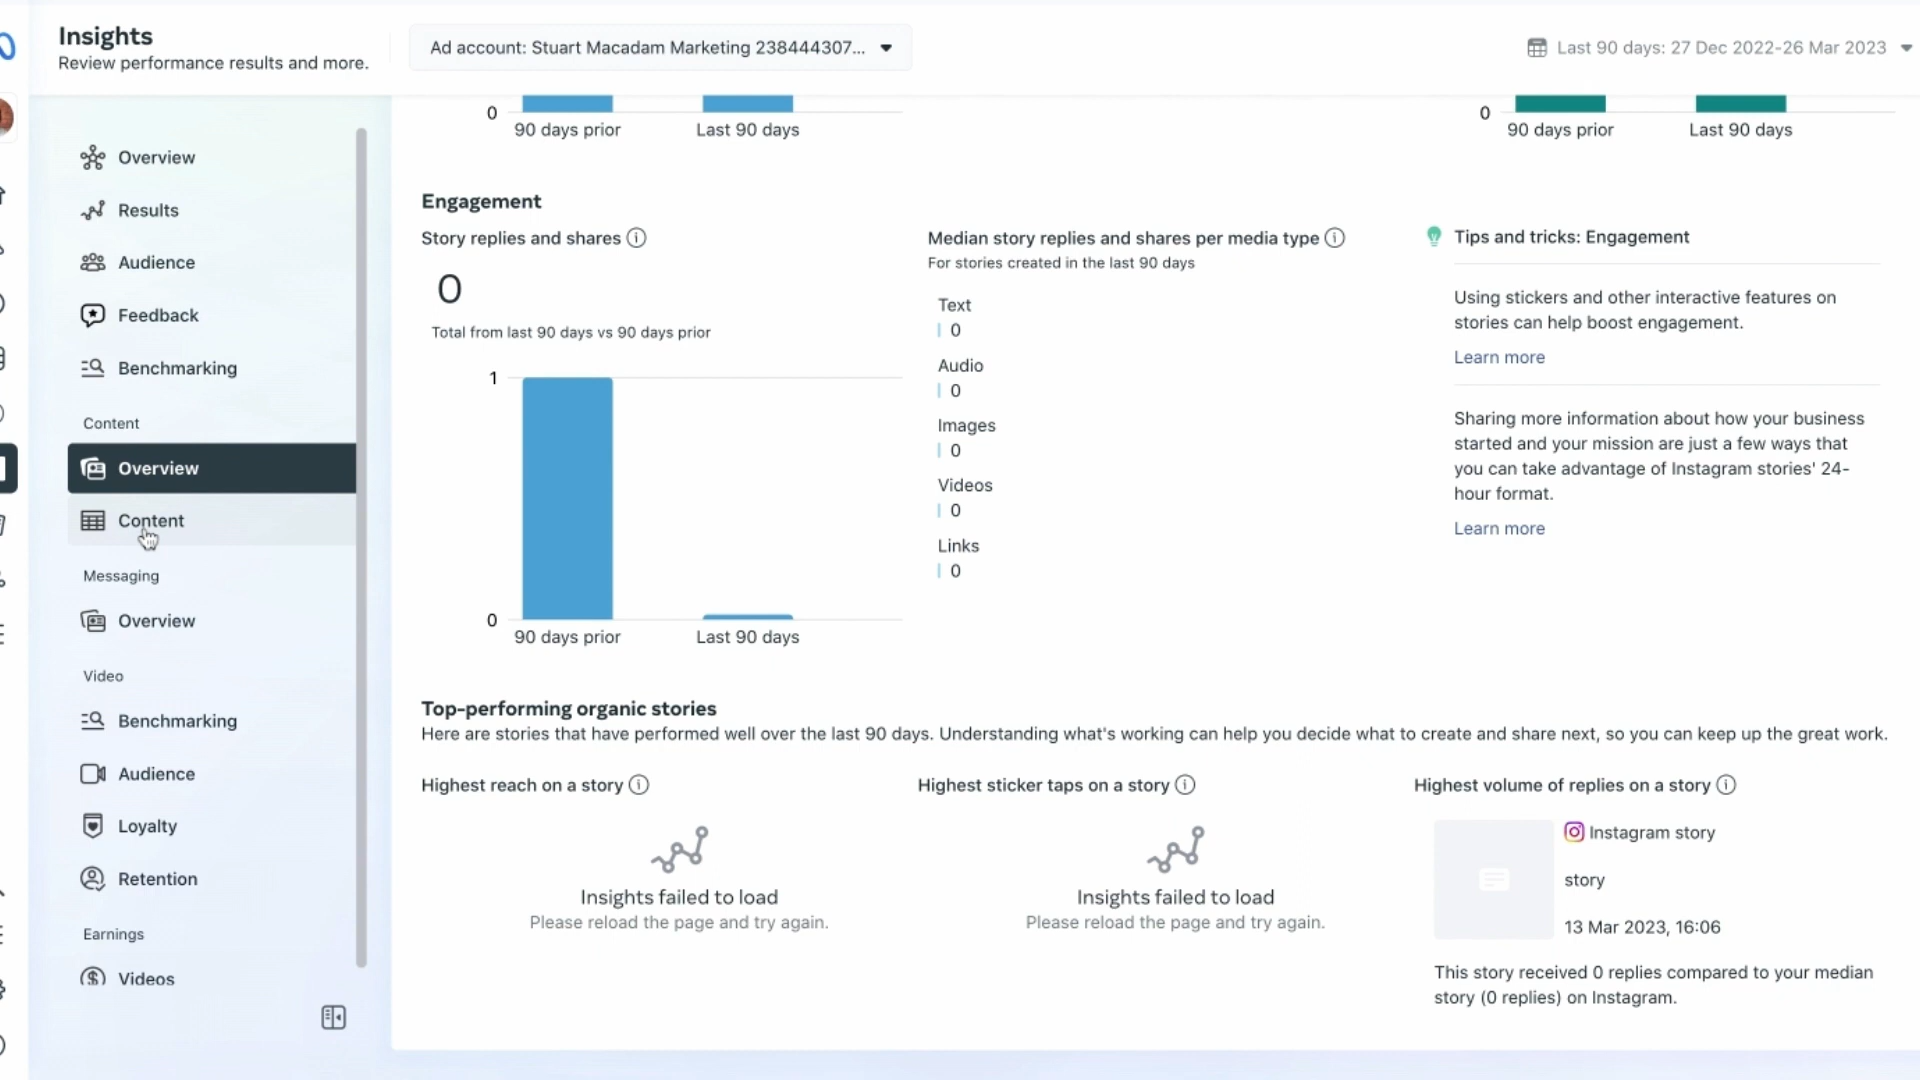 Insights
Review performance results and more.
Ad account: Stuart Macadam Marketing 238444307...
Last 90 days: 27 Dec 2022-26 Mar 2023
Overview
Results
Audience
Feedback
Benchmarking
Content
Overview
Content
Messaging
Overview
Video
Benchmarking
Audience
Loyalty
Retention
Earnings
Videos
0
90 days prior
Last 90 days
0
90 days prior
Last 90 days
Engagement
Story replies and shares
0
Total from last 90 days vs 90 days prior
1
0
90 days prior
Last 90 days
Median story replies and shares per media type
For stories created in the last 90 days
Text
0
Audio
0
Images
0
Videos
0
Links
0
Tips and tricks: Engagement
Using stickers and other interactive features on
stories can help boost engagement.
Learn more
Sharing more information about how your business
started and your mission are just a few ways that
you can take advantage of Instagram stories' 24-
hour format.
Learn more
Top-performing organic stories
Here are stories that have performed well over the last 90 days. Understanding what's working can help you decide what to create and share next, so you can keep up the great work.
Highest reach on a story
Insights failed to load
Please reload the page and try again.
Highest sticker taps on a story
Insights failed to load
Please reload the page and try again.
Highest volume of replies on a story
Instagram story
story
13 Mar 2023, 16:06
This story received 0 replies compared to your median
story (0 replies) on Instagram.